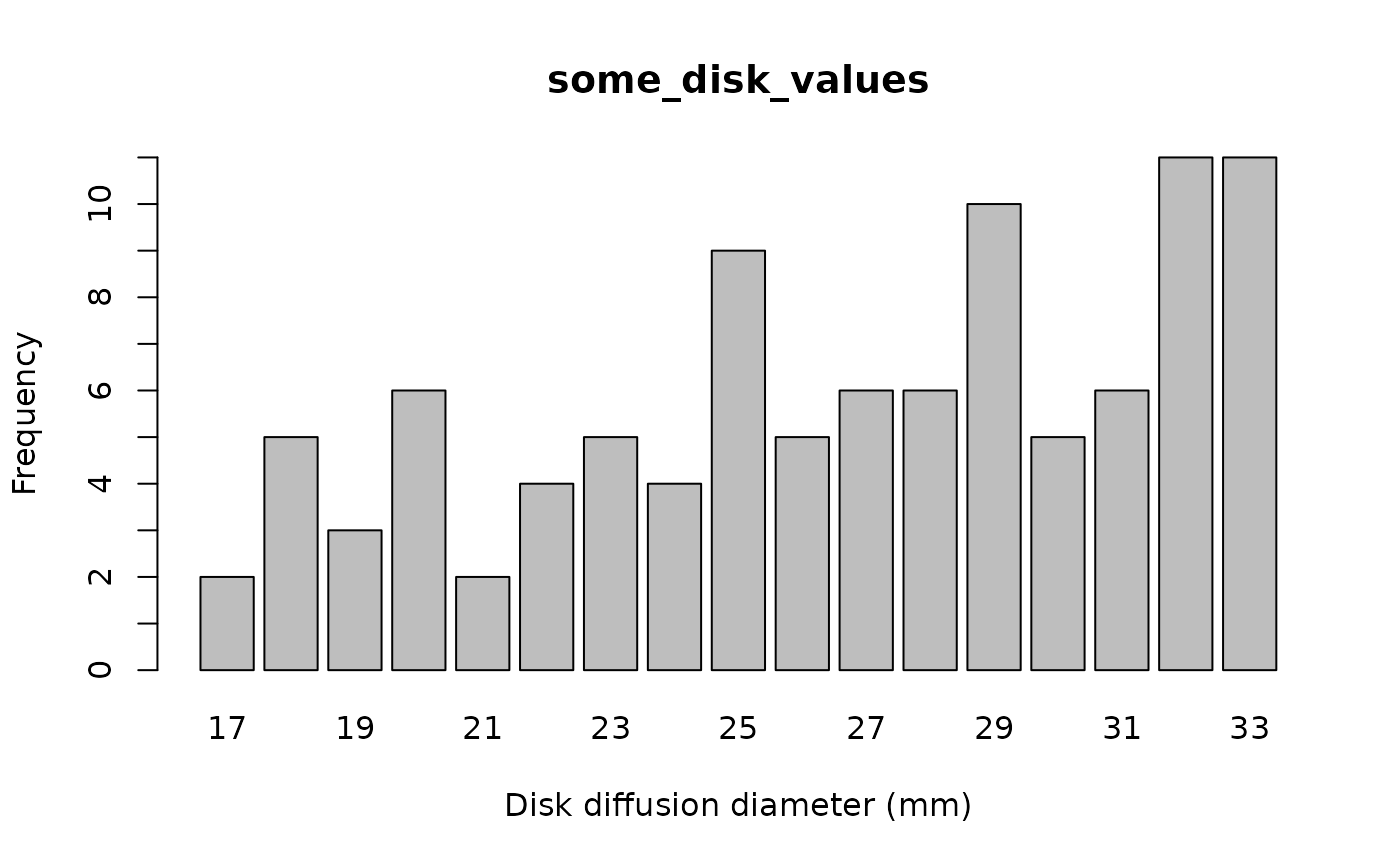 some_disk_values
Frequency
10
8
6
4
2
0
17 19 21 23 25 27 29 31 33
Disk diffusion diameter (mm)